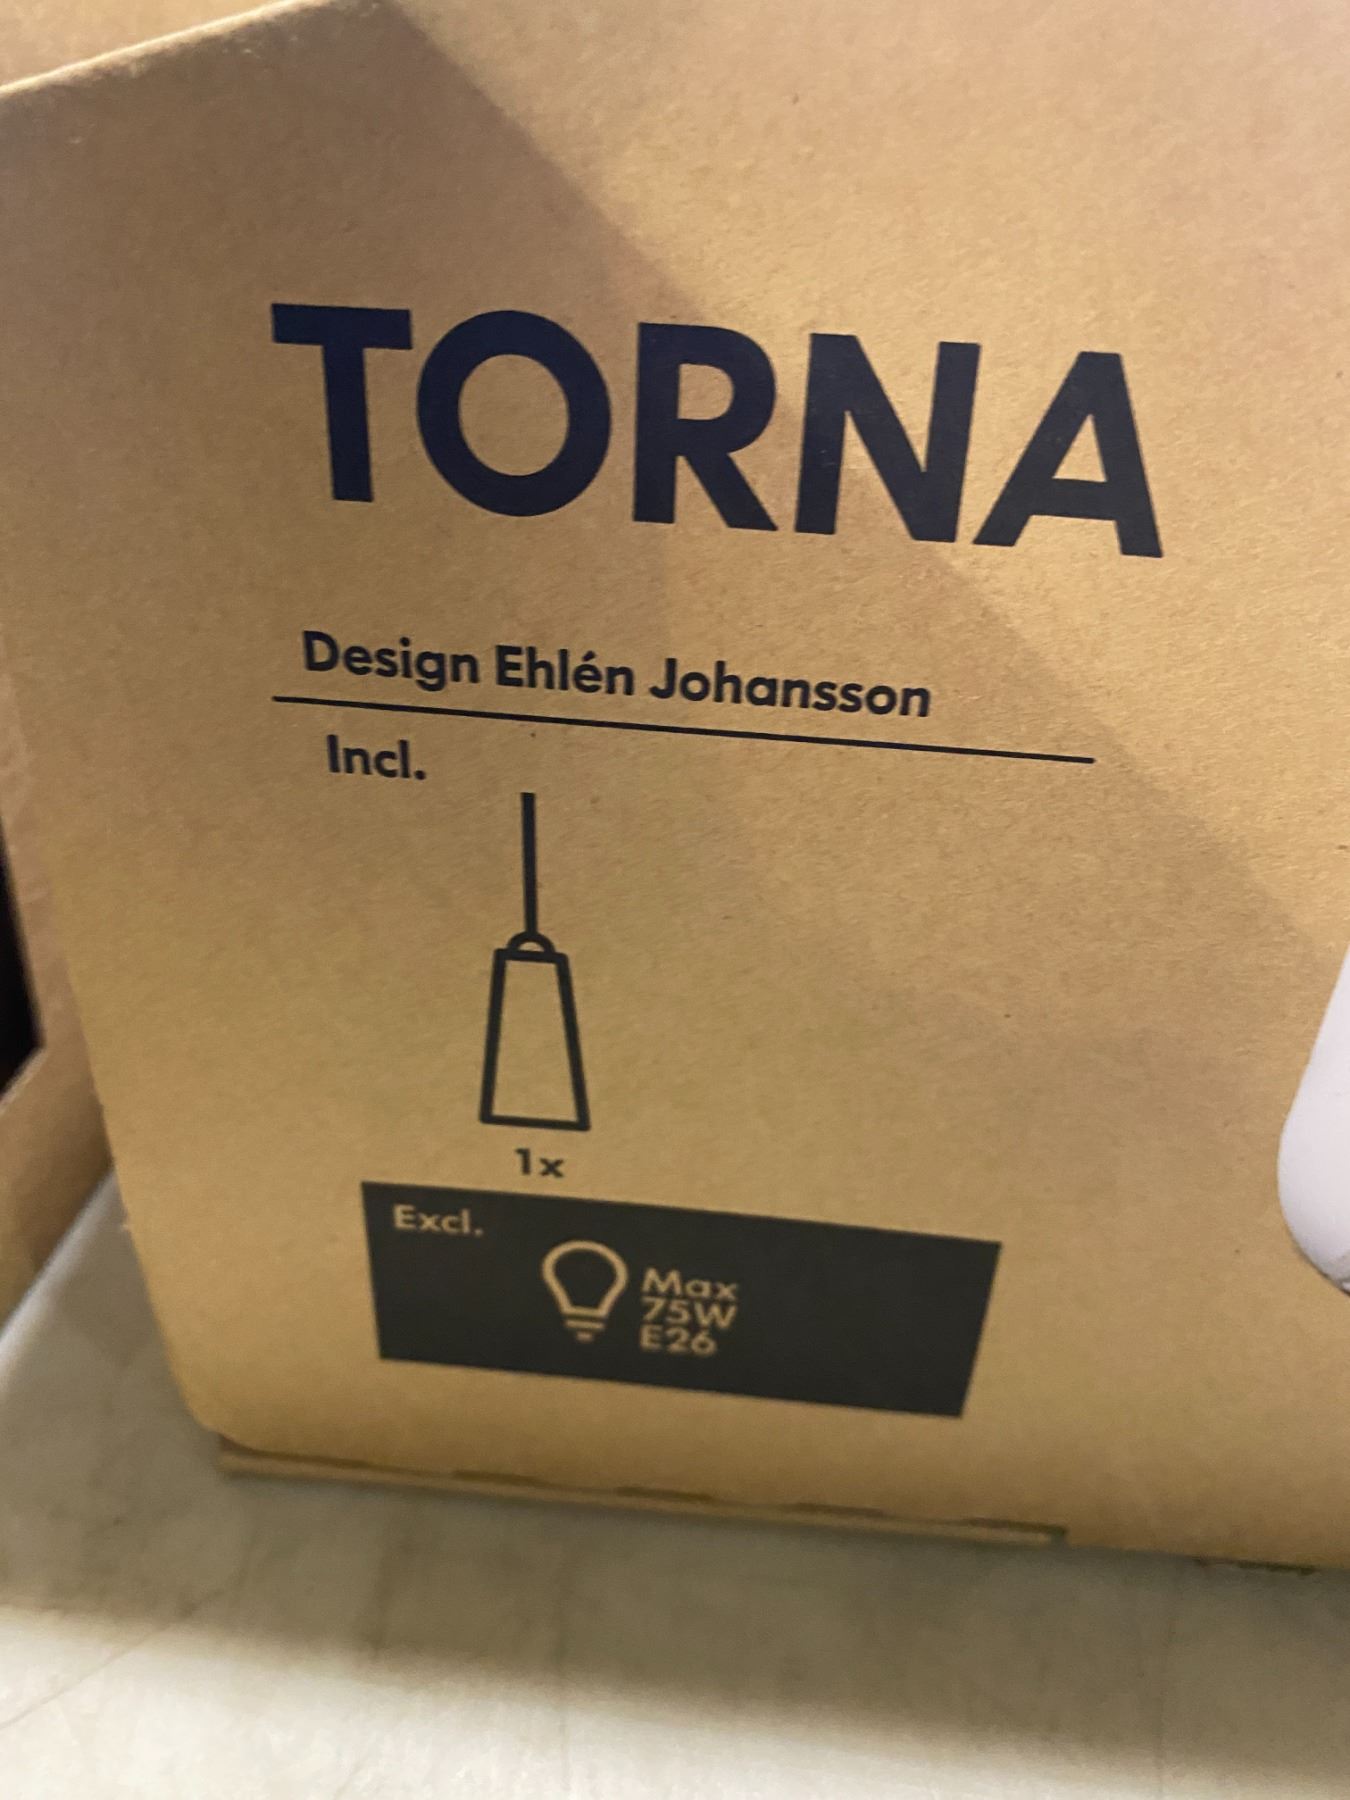 TORNA
Design Ehlén Johansson
Incl.
1x
Excl.
Max
75W
E26